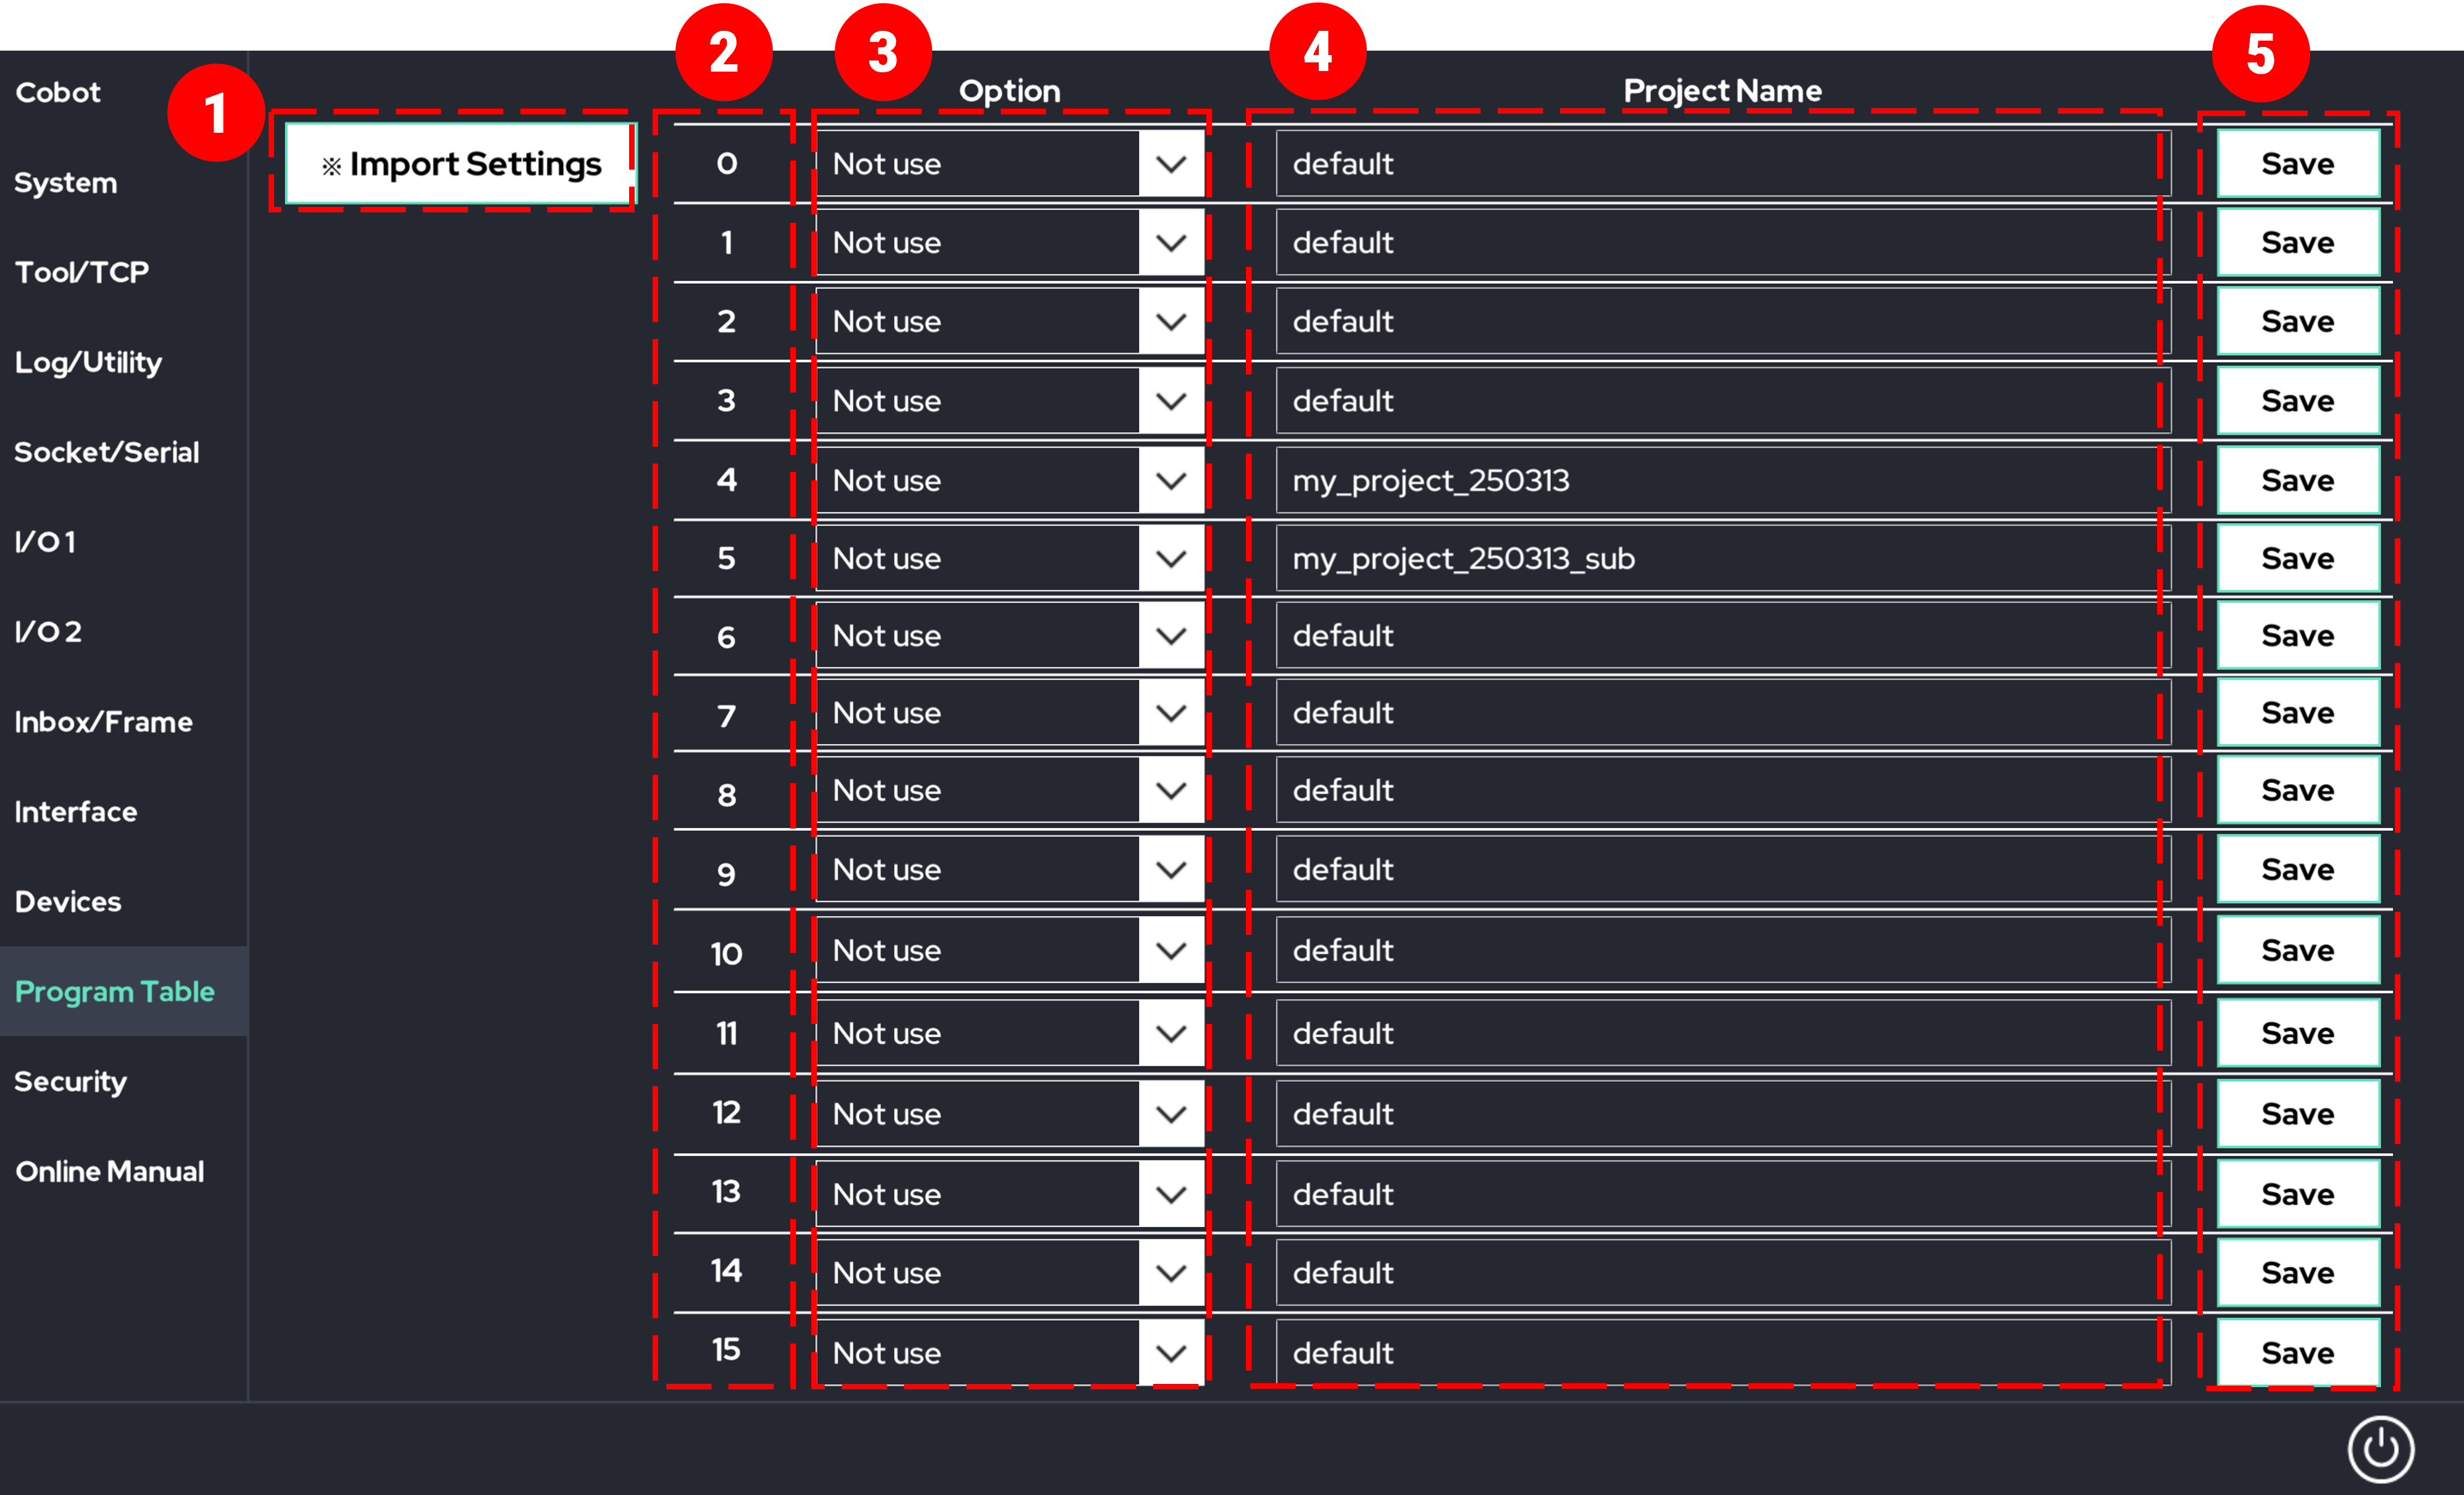 1
2
3
4
5
Cobot
System
Tool/TCP
Log/Utility
Socket/Serial
I/O 1
I/O 2
Inbox/Frame
Interface
Devices
Program Table
Security
Online Manual
※ Import Settings
Option Project Name
0 Not use default Save
1 Not use default Save
2 Not use default Save
3 Not use default Save
4 Not use my_project_250313 Save
5 Not use my_project_250313_sub Save
6 Not use default Save
7 Not use default Save
8 Not use default Save
9 Not use default Save
10 Not use default Save
11 Not use default Save
12 Not use default Save
13 Not use default Save
14 Not use default Save
15 Not use default Save